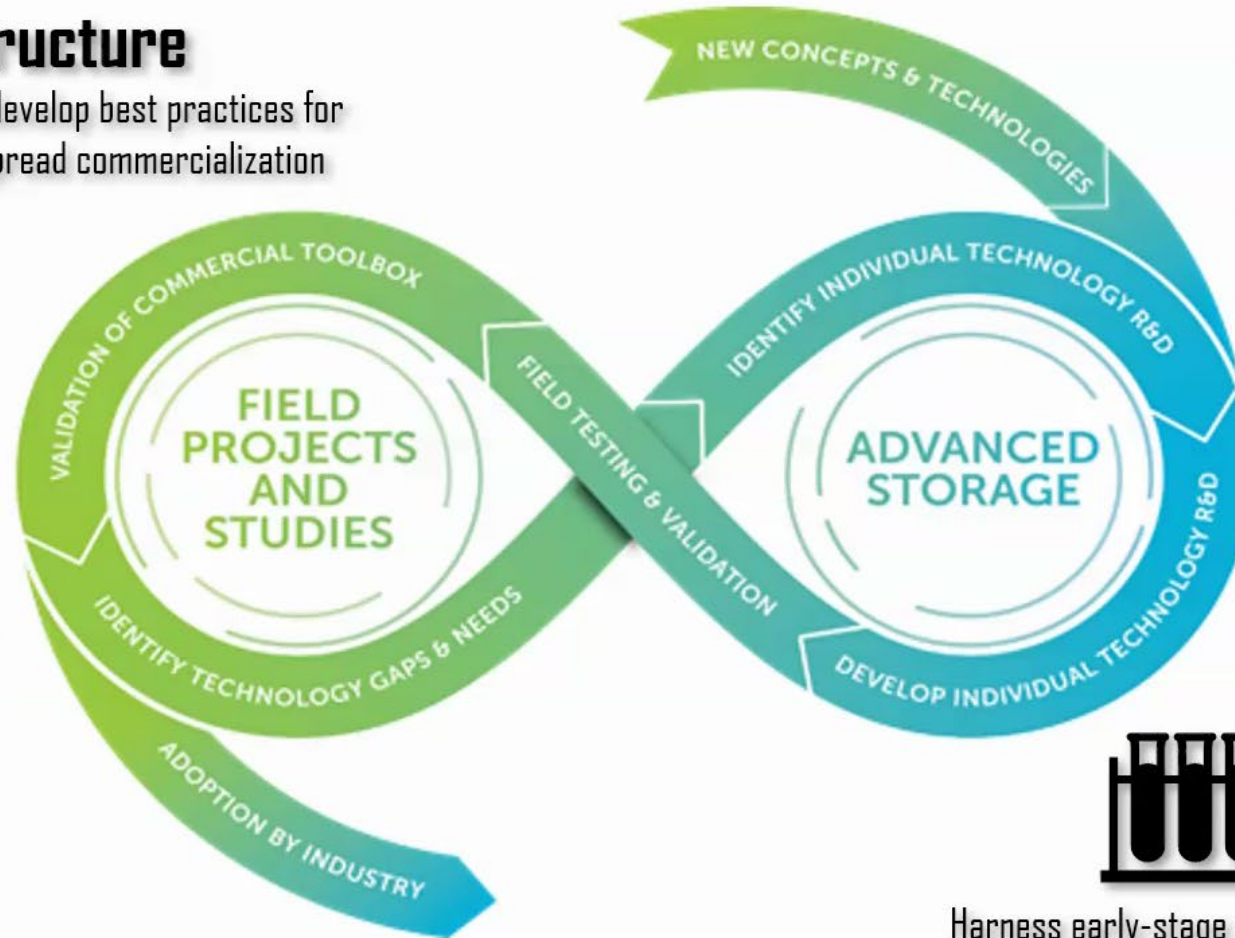 ructure
develop best practices for
pread commercialization
NEW CONCEPTS & TECHNOLOGIES
VALIDATION OF COMMERCIAL TOOLBOX
IDENTIFY INDIVIDUAL TECHNOLOGY R&D
FIELD TESTING & VALIDATION
FIELD
PROJECTS
AND
STUDIES
ADVANCED
STORAGE
IDENTIFY TECHNOLOGY GAPS & NEEDS
DEVELOP INDIVIDUAL TECHNOLOGY R&D
ADOPTION BY INDUSTRY
Harness early-stage